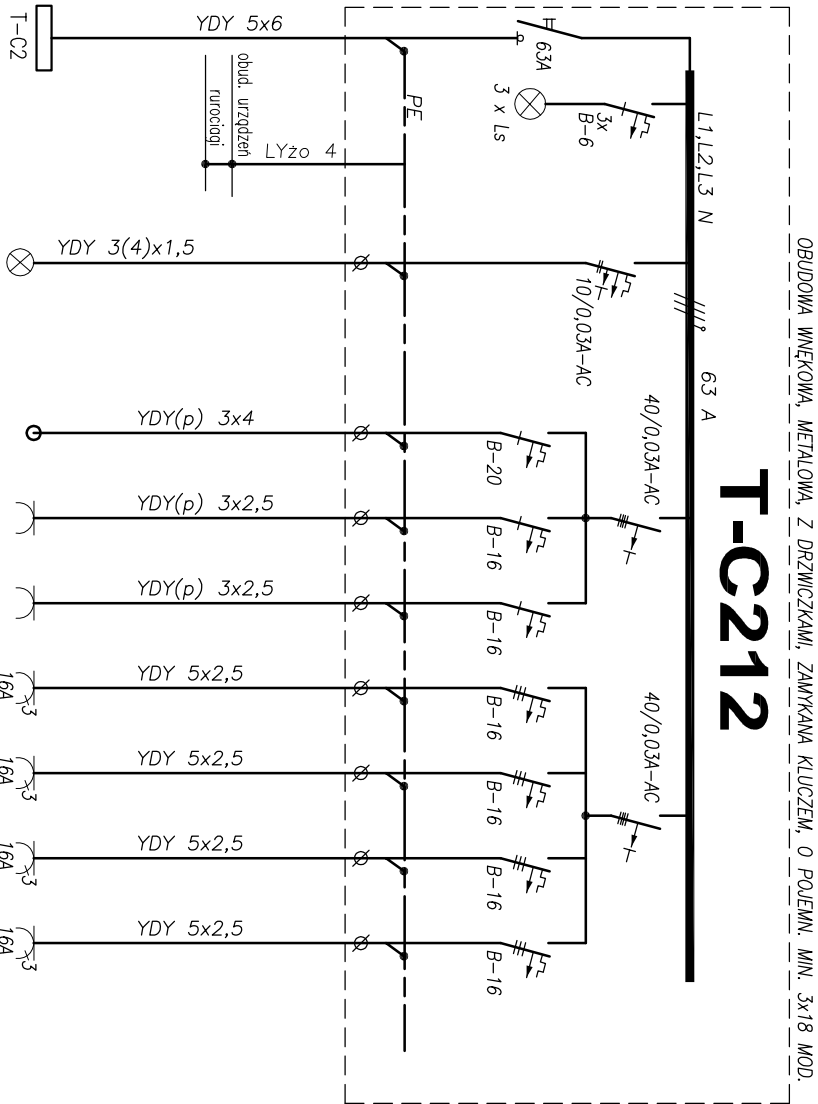 OBUDOWA WNĘKOWA, METALOWA, Z DRZWICZKAMI, ZAMYKANA KLUCZEM, O POJEMN. MIN. 3x18 MOD.
T-C212
L1,L2,L3 N
63 A
63A
3x
B-6
3 x Ls
10/0,03A-AC
40/0,03A-AC
40/0,03A-AC
B-20
B-16
B-16
B-16
B-16
B-16
B-16
PE
YDY 5x6
T-C2
obud. urządzeń
rurociągi
LYżo 4
YDY 3(4)x1,5
YDY(p) 3x4
YDY(p) 3x2,5
YDY(p) 3x2,5
YDY 5x2,5
YDY 5x2,5
YDY 5x2,5
YDY 5x2,5
16A 3
16A 3
16A 3
16A 3